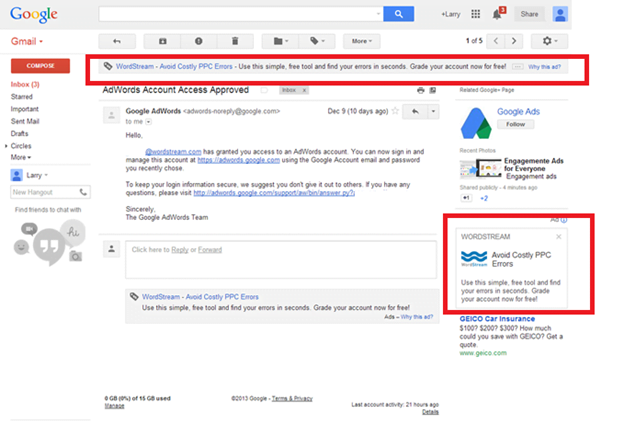 Google
+Larry
3
Share
Gmail
More
1 of 5
COMPOSE
WordStream - Avoid Costly PPC Errors - Use this simple, free tool and find your errors in seconds. Grade your account now for free!
Why this ad?
Inbox (3)
Starred
Important
Sent Mail
Drafts
Circles
More
Larry
New Hangout
Find friends to chat with
hi
AdWords Account Access Approved
Inbox x
Google AdWords <adwords-noreply@google.com>
Dec 9 (10 days ago)
to me
Hello,
@wordstream.com has granted you access to an AdWords account. You can now sign in and
manage this account at https://adwords.google.com using the Google Account email and password
you recently chose.
To keep your login information secure, we suggest you don't give it out to others. If you have any
questions, please visit http://adwords.google.com/support/aw/bin/answer.py?
Sincerely,
The Google AdWords Team
Click here to Reply or Forward
WordStream - Avoid Costly PPC Errors
Use this simple, free tool and find your errors in seconds. Grade your account now for free!
Ads – Why this ad?
0 GB (0%) of 15 GB used
Manage
©2013 Google - Terms & Privacy
Last account activity: 21 hours ago
Details
Related Google+ Page
Google Ads
Follow
Recent Photos
Engagemente Ads
for Everyone
Engagement ads
Shared publicly - 4 minutes ago
+1
+2
Ad
WORDSTREAM
WordStream
Avoid Costly PPC
Errors
Use this simple, free tool and find
your errors in seconds. Grade
your account now for free!
GEICO Car Insurance
$100? $200? $300? How much
could you save with GEICO? Get a
quote.
www.geico.com